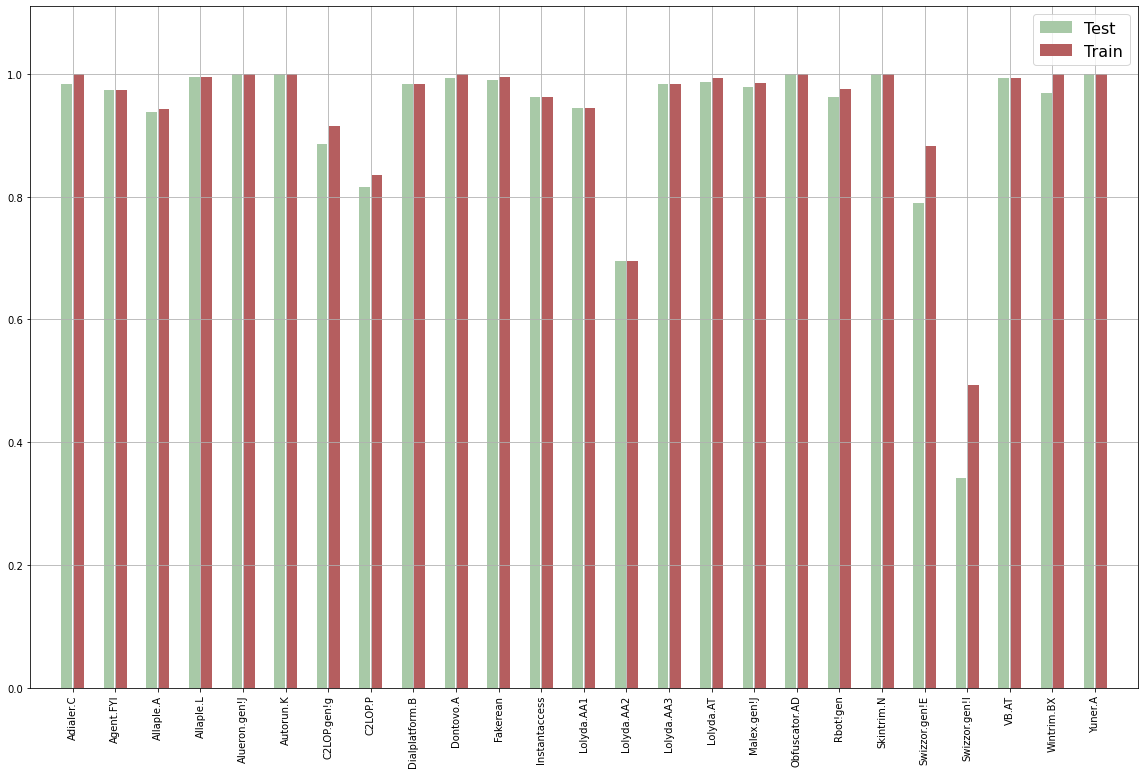 Test
Train
1.0
0.8
0.6
0.4
0.2
0.0
Adialer.C
Agent.FYI
Allaple.A
Allaple.L
Alueron.gen!J
Autorun.K
C2LOP.gen!g
C2LOP.P
Dialplatform.B
Dontovo.A
Fakerean
Instantaccess
Lolyda.AA1
Lolyda.AA2
Lolyda.AA3
Lolyda.AT
Malex.gen!J
Obfuscator.AD
Rbot!gen
Skintrim.N
Swizzor.gen!E
Swizzor.gen!I
VB.AT
Wintrim.BX
Yuner.A